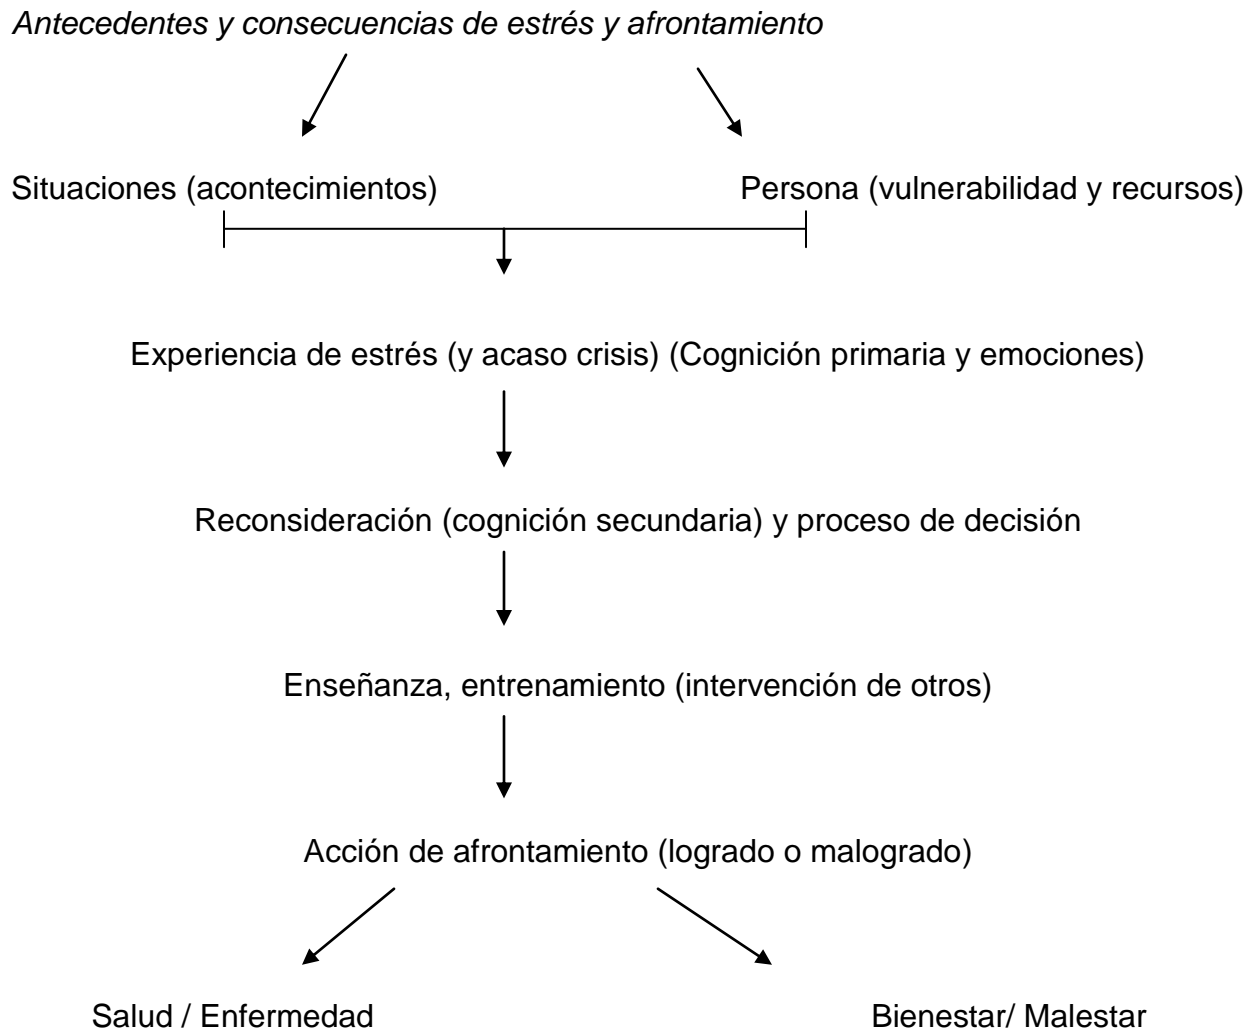 Antecedentes y consecuencias de estrés y afrontamiento
Situaciones (acontecimientos)
Persona (vulnerabilidad y recursos)
Experiencia de estrés (y acaso crisis) (Cognición primaria y emociones)
Reconsideración (cognición secundaria) y proceso de decisión
Enseñanza, entrenamiento (intervención de otros)
Acción de afrontamiento (logrado o malogrado)
Salud / Enfermedad
Bienestar/ Malestar